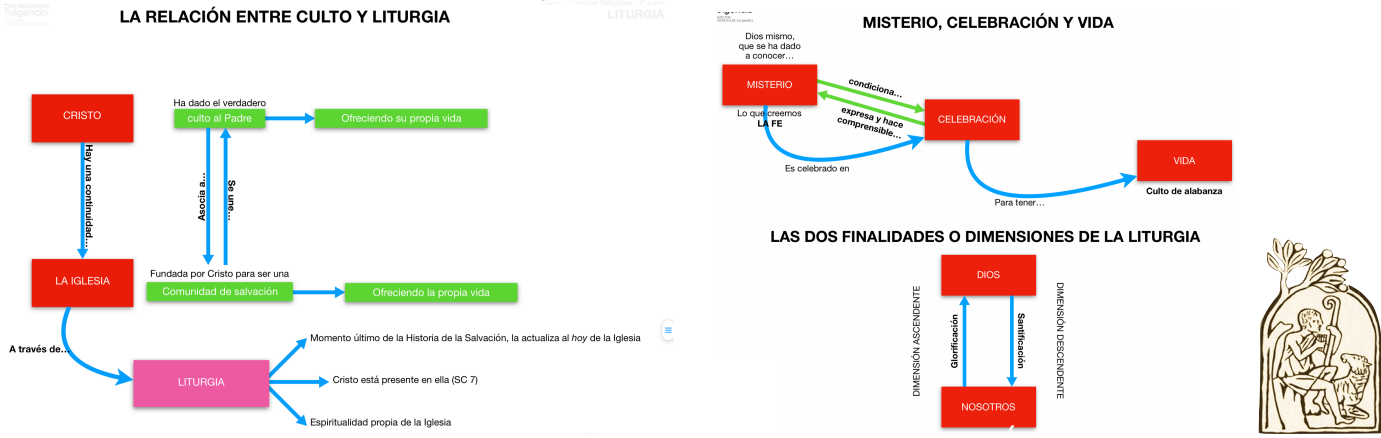 LA RELACIÓN ENTRE CULTO Y LITURGIA
LITURGIA
CRISTO
Ha dado el verdadero
culto al Padre
Ofreciendo su propia vida
Hay una continuidad...
Asocia a...
Se une...
LA IGLESIA
Fundada por Cristo para ser una
Comunidad de salvación
Ofreciendo la propia vida
A través de...
LITURGIA
Momento último de la Historia de la Salvación, la actualiza al hoy de la Iglesia
Cristo está presente en ella (SC 7)
Espiritualidad propia de la Iglesia
MISTERIO, CELEBRACIÓN Y VIDA
Dios mismo,
que se ha dado
a conocer...
MISTERIO
Lo que creemos
LA FE
condiciona...
expresa y hace
comprensible...
CELEBRACIÓN
Es celebrado en
VIDA
Culto de alabanza
Para tener...
LAS DOS FINALIDADES O DIMENSIONES DE LA LITURGIA
DIOS
DIMENSIÓN ASCENDENTE
Glorificación
Santificación
DIMENSIÓN DESCENDENTE
NOSOTROS